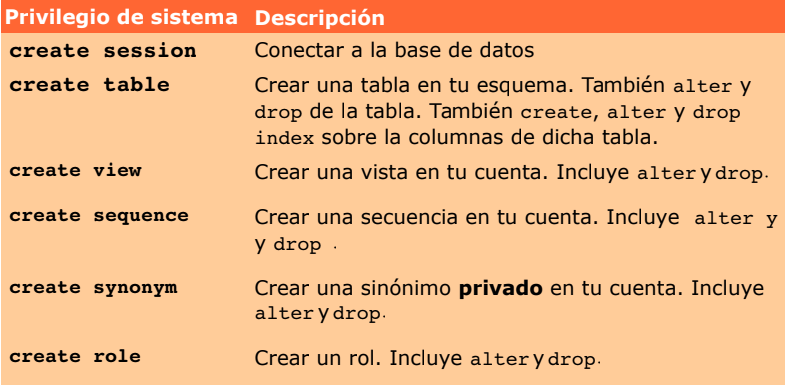 Privilegio de sistema Descripción
create session Conectar a la base de datos
create table Crear una tabla en tu esquema. También alter y
drop de la tabla. También create, alter y drop
index sobre la columnas de dicha tabla.
create view Crear una vista en tu cuenta. Incluye alter y drop.
create sequence Crear una secuencia en tu cuenta. Incluye alter y
y drop .
create synonym Crear una sinónimo privado en tu cuenta. Incluye
alter y drop.
create role Crear un rol. Incluye alter y drop.